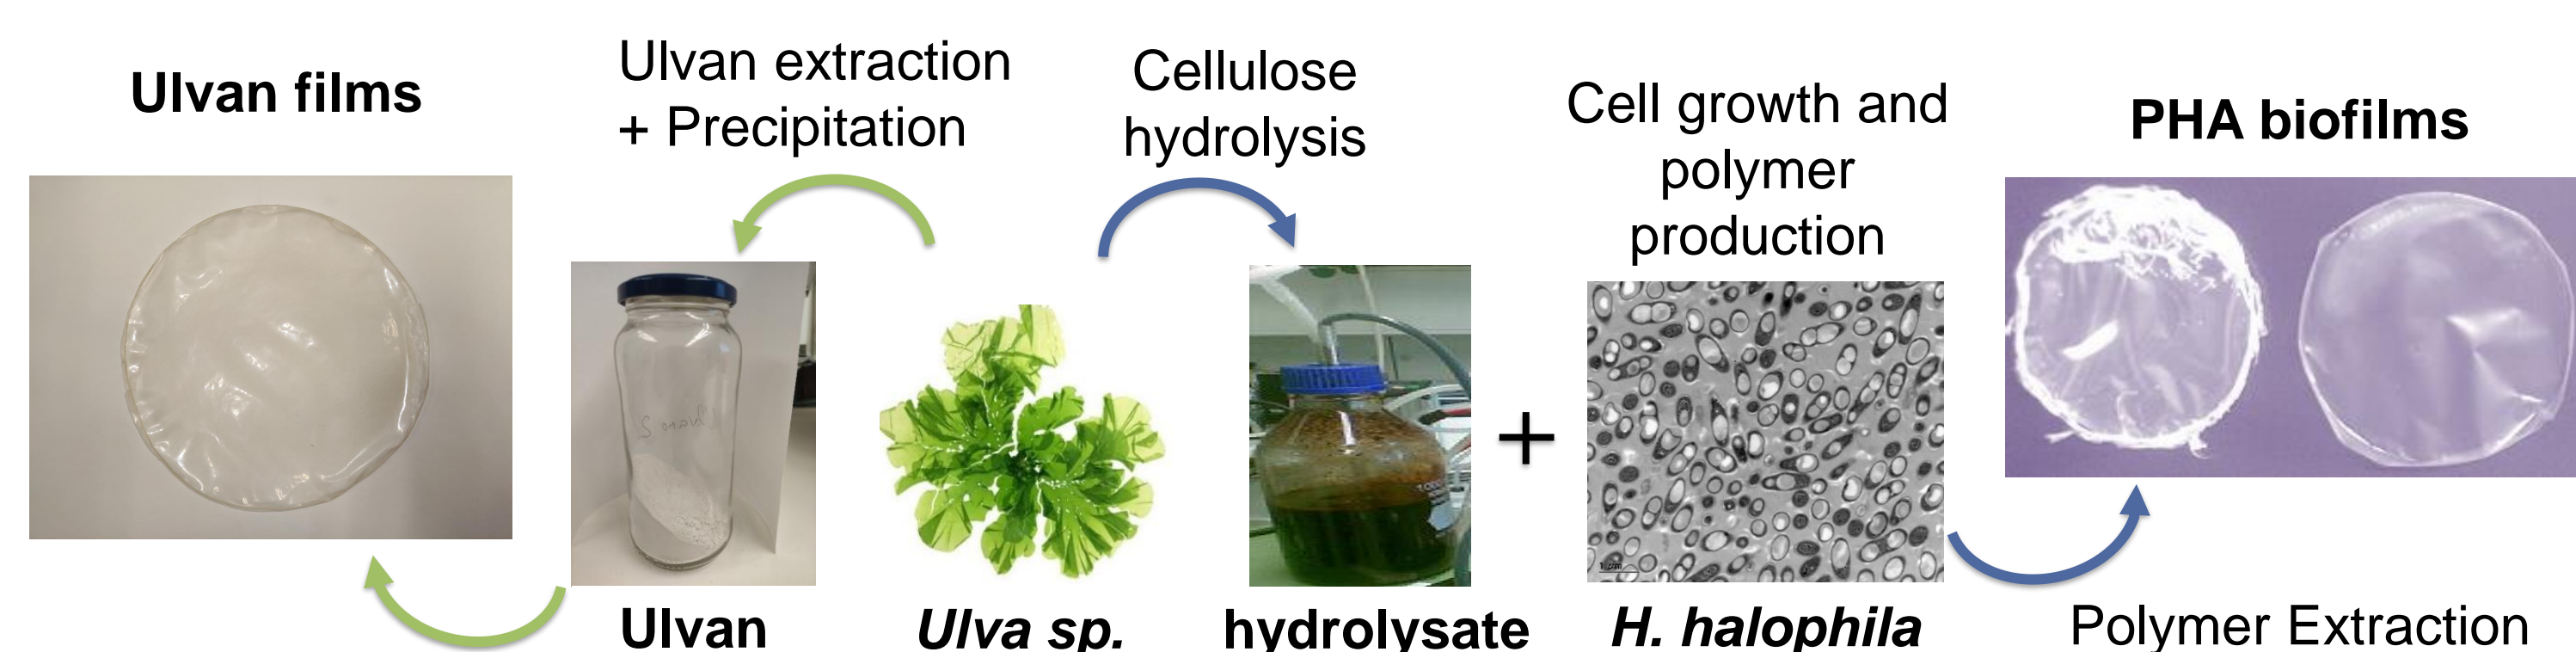 Ulvan films
Ulvan extraction
+ Precipitation
Cellulose
hydrolysis
Cell growth and
polymer
production
PHA biofilms
+
Ulvan
Ulva sp.
hydrolysate
H. halophila
Polymer Extraction